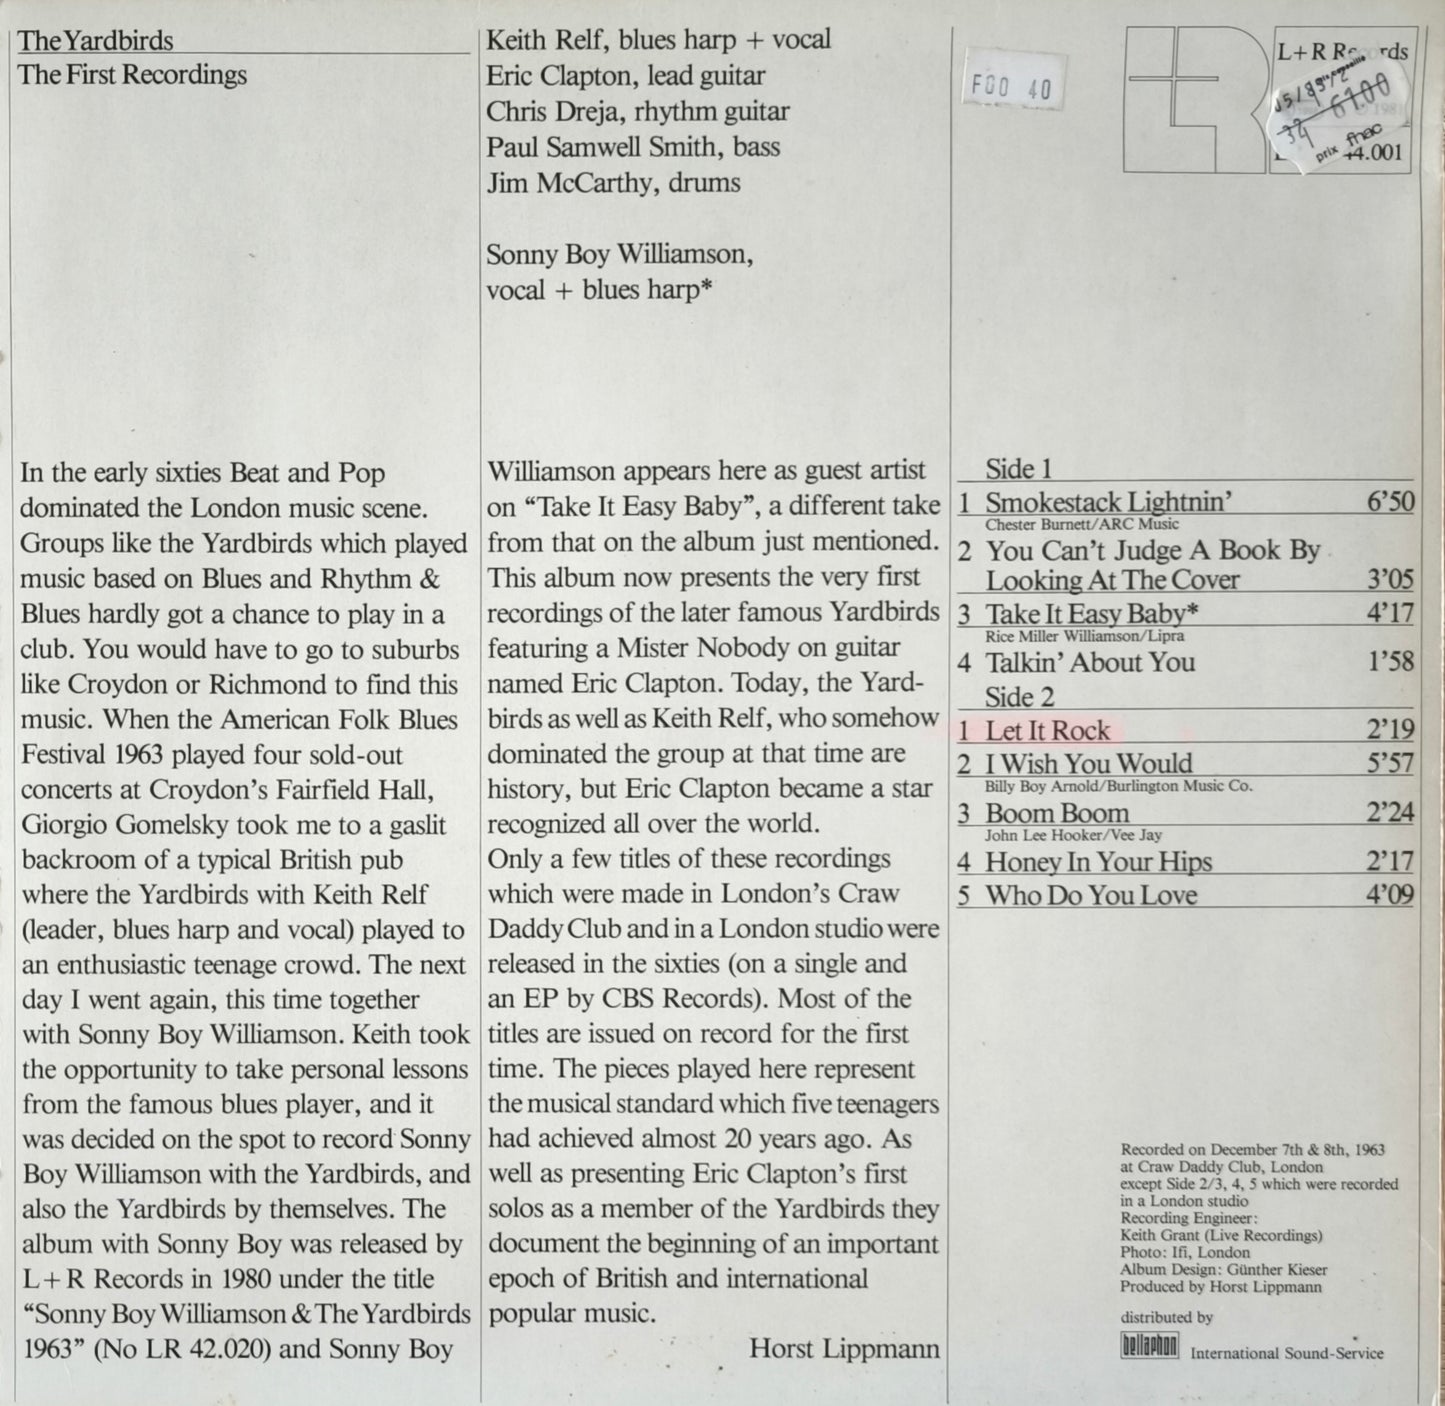 The Yardbirds
The First Recordings
In the early sixties Beat and Pop
dominated the London music scene.
Groups like the Yardbirds which played
music based on Blues and Rhythm &
Blues hardly got a chance to play in a
club. You would have to go to suburbs
like Croydon or Richmond to find this
music. When the American Folk Blues
Festival 1963 played four sold-out
concerts at Croydon's Fairfield Hall,
Giorgio Gomelsky took me to a gaslit
backroom of a typical British pub
where the Yardbirds with Keith Relf
(leader, blues harp and vocal) played to
an enthusiastic teenage crowd. The next
day I went again, this time together
with Sonny Boy Williamson. Keith took
the opportunity to take personal lessons
from the famous blues player, and it
was decided on the spot to record Sonny
Boy Williamson with the Yardbirds, and
also the Yardbirds by themselves. The
album with Sonny Boy was released by
L+R Records in 1980 under the title
“Sonny Boy Williamson & The Yardbirds
1963” (No LR 42.020) and Sonny Boy
Keith Relf, blues harp + vocal
Eric Clapton, lead guitar
Chris Dreja, rhythm guitar
Paul Samwell Smith, bass
Jim McCarthy, drums
Sonny Boy Williamson,
vocal + blues harp*
Williamson appears here as guest artist
on “Take It Easy Baby”, a different take
from that on the album just mentioned.
This album now presents the very first
recordings of the later famous Yardbirds
featuring a Mister Nobody on guitar
named Eric Clapton. Today, the Yard-
birds as well as Keith Relf, who somehow
dominated the group at that time are
history, but Eric Clapton became a star
recognized all over the world.
Only a few titles of these recordings
which were made in London's Craw
Daddy Club and in a London studio were
released in the sixties (on a single and
an EP by CBS Records). Most of the
titles are issued on record for the first
time. The pieces played here represent
the musical standard which five teenagers
had achieved almost 20 years ago. As
well as presenting Eric Clapton's first
solos as a member of the Yardbirds they
document the beginning of an important
epoch of British and international
popular music.
Horst Lippmann
F00 40
L+R Records
6100
34
prix fnac
44.001
Side 1
1 Smokestack Lightnin' 6'50
Chester Burnett/ARC Music
2 You Can't Judge A Book By
Looking At The Cover 3'05
3 Take It Easy Baby* 4'17
Rice Miller Williamson/Lipra
4 Talkin' About You 1'58
Side 2
1 Let It Rock 2'19
2 I Wish You Would 5'57
Billy Boy Arnold/Burlington Music Co.
3 Boom Boom 2'24
John Lee Hooker/Vee Jay
4 Honey In Your Hips 2'17
5 Who Do You Love 4'09
Recorded on December 7th & 8th, 1963
at Craw Daddy Club, London
except Side 2/3, 4, 5 which were recorded
in a London studio
Recording Engineer:
Keith Grant (Live Recordings)
Photo: Ifi, London
Album Design: Günther Kieser
Produced by Horst Lippmann
distributed by
bellaphon International Sound-Service